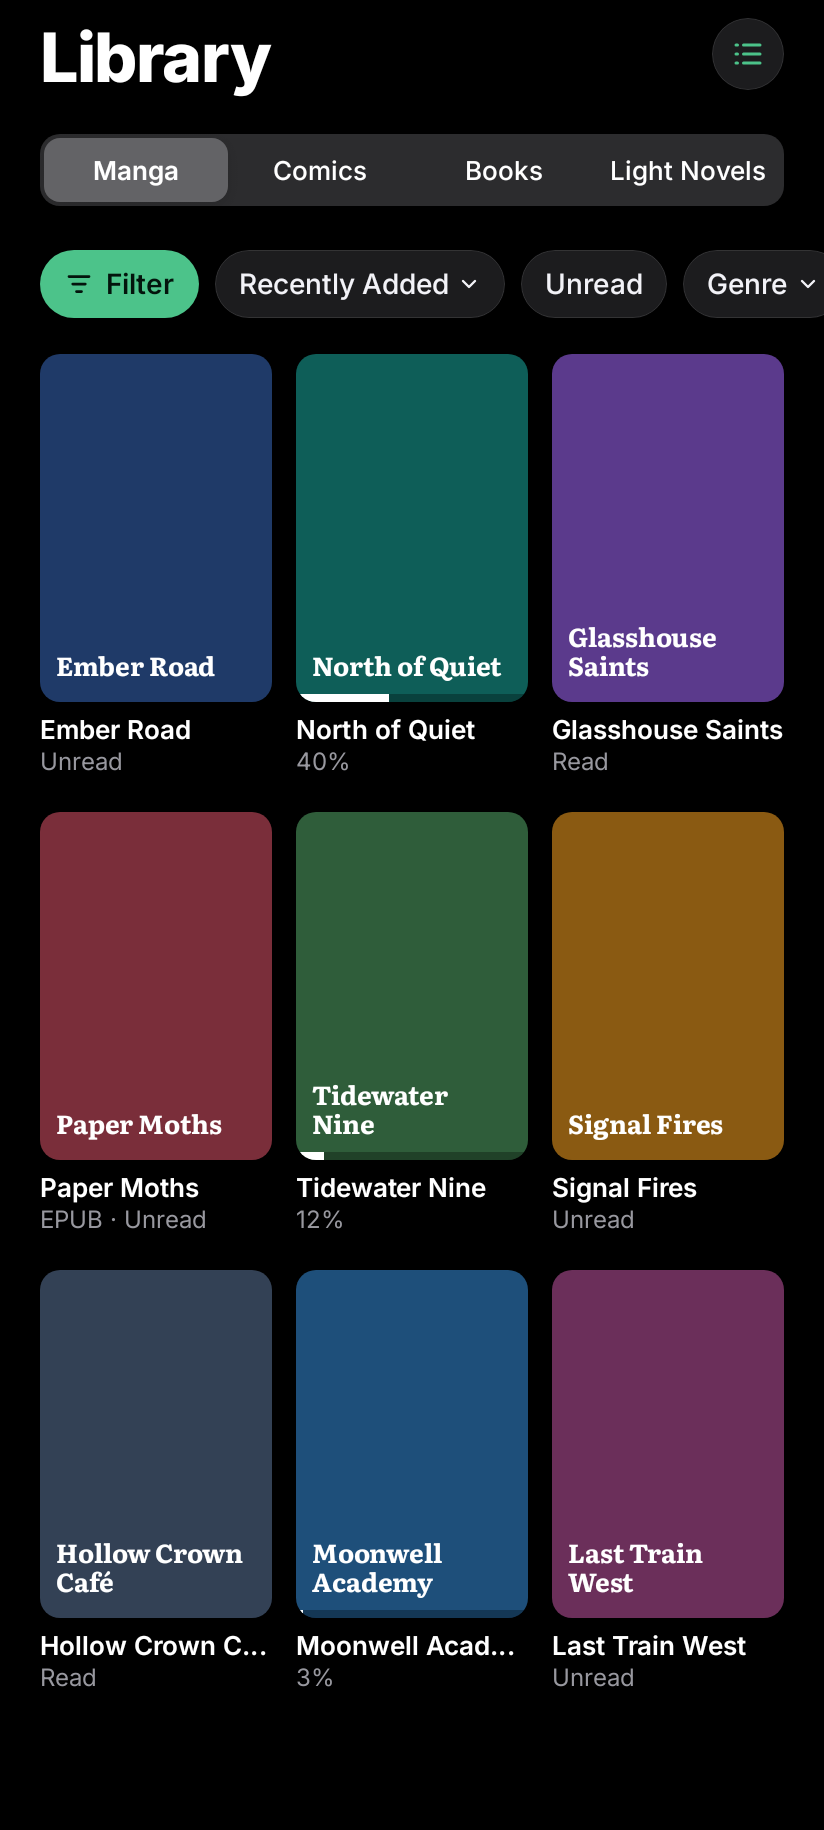 Library
Manga
Comics
Books
Light Novels
Filter
Recently Added
Unread
Genre
Ember Road
North of Quiet
Glasshouse
Saints
Ember Road
North of Quiet
Glasshouse Saints
Unread
40%
Read
Paper Moths
Tidewater
Nine
Signal Fires
Paper Moths
Tidewater Nine
Signal Fires
EPUB · Unread
12%
Unread
Hollow Crown
Café
Moonwell
Academy
Last Train
West
Hollow Crown C...
Moonwell Acad...
Last Train West
Read
3%
Unread